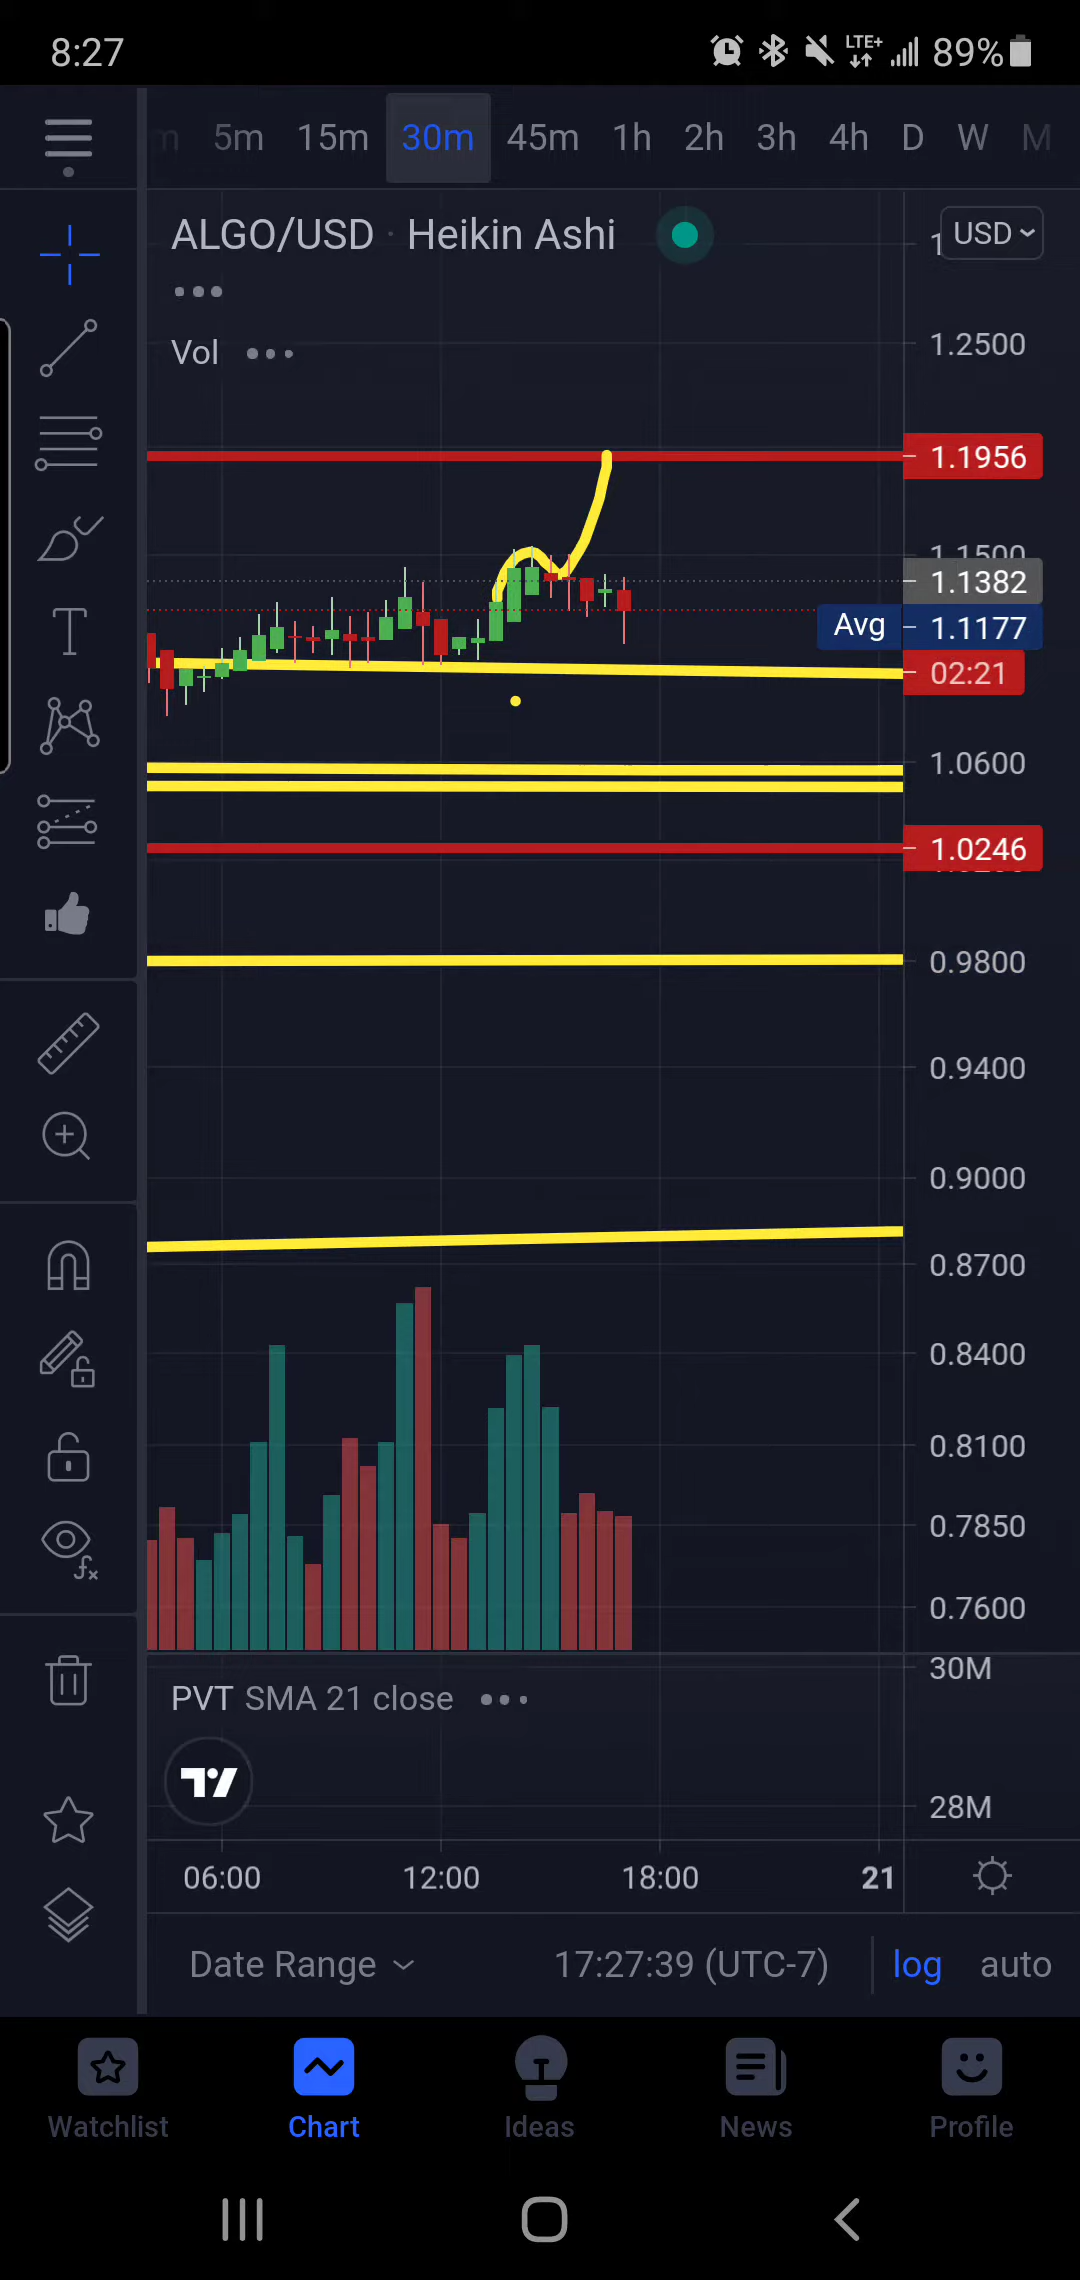 8:27 LTE+ 89%
5m 15m 30m 45m 1h 2h 3h 4h D W M
ALGO/USD · Heikin Ashi USD
Vol
1.2500
1.1956
1.1500
1.1382
Avg 1.1177
02:21
1.0600
1.0246
0.9800
0.9400
0.9000
0.8700
0.8400
0.8100
0.7850
0.7600
30M
PVT SMA 21 close
28M
06:00 12:00 18:00 21
Date Range 17:27:39 (UTC-7) log auto
Watchlist Chart Ideas News Profile